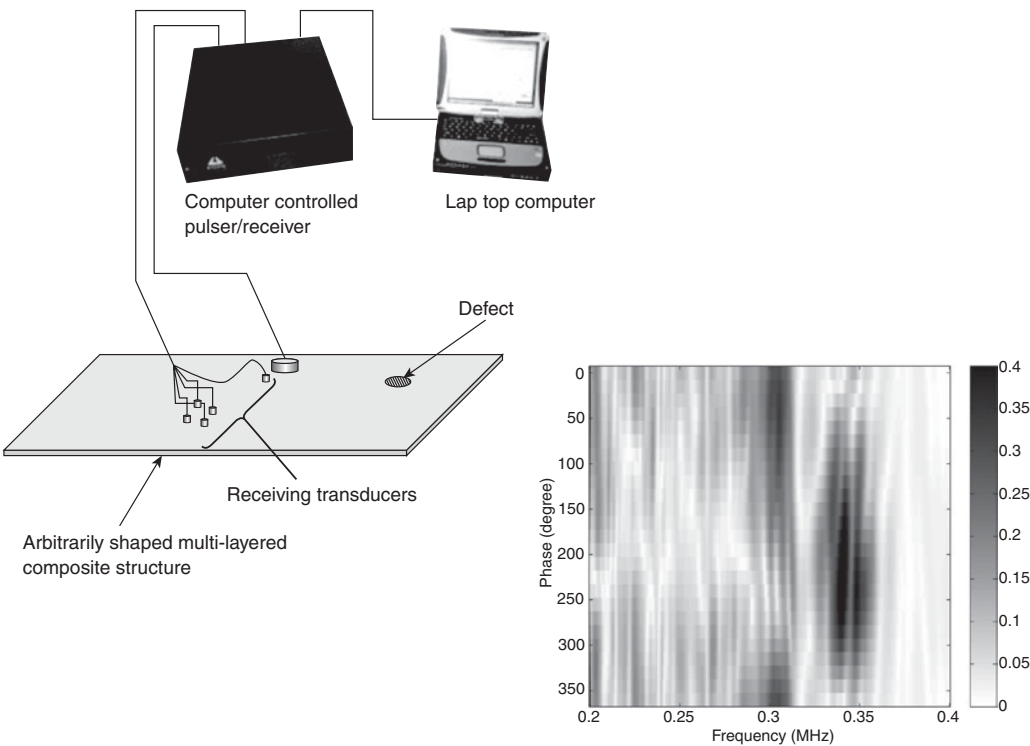 Computer controlled
pulser/receiver
Lap top computer
Defect
Receiving transducers
Arbitrarily shaped multi-layered
composite structure
Phase (degree)
0
50
100
150
200
250
300
350
0.2
0.25
0.3
0.35
0.4
Frequency (MHz)
0.4
0.35
0.3
0.25
0.2
0.15
0.1
0.05
0